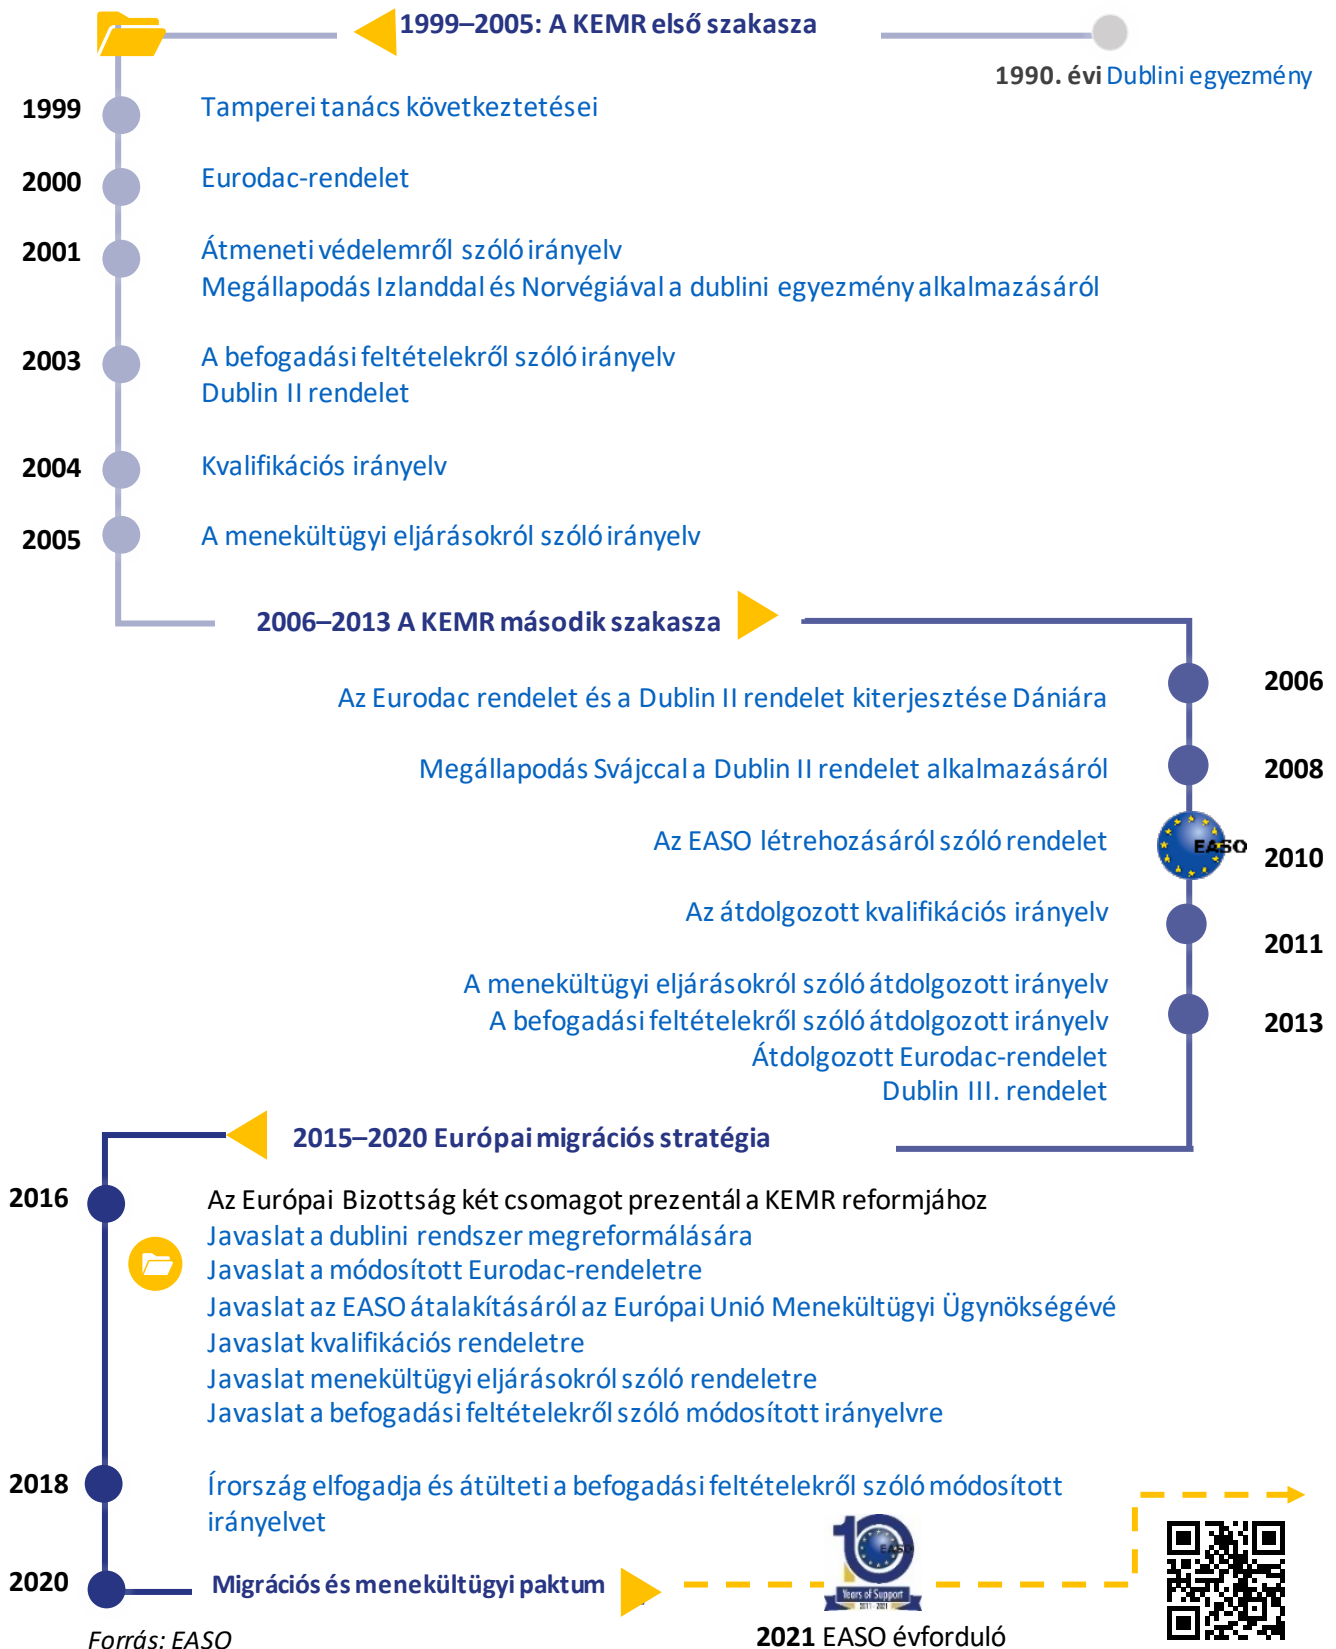 1999–2005: A KEMR első szakasza
1990. évi Dublini egyezmény
1999 Tamperei tanács következtetései
2000 Eurodac-rendelet
2001 Átmeneti védelemről szóló irányelv
Megállapodás Izlanddal és Norvégiával a dublini egyezmény alkalmazásáról
2003 A befogadási feltételekről szóló irányelv
Dublin II rendelet
2004 Kvalifikációs irányelv
2005 A menekültügyi eljárásokról szóló irányelv
2006–2013 A KEMR második szakasza
Az Eurodac rendelet és a Dublin II rendelet kiterjesztése Dániára 2006
Megállapodás Svájccal a Dublin II rendelet alkalmazásáról 2008
Az EASO létrehozásáról szóló rendelet EASO 2010
Az átdolgozott kvalifikációs irányelv 2011
A menekültügyi eljárásokról szóló átdolgozott irányelv
A befogadási feltételekről szóló átdolgozott irányelv 2013
Átdolgozott Eurodac-rendelet
Dublin III. rendelet
2015–2020 Európai migrációs stratégia
2016 Az Európai Bizottság két csomagot prezentál a KEMR reformjához
Javaslat a dublini rendszer megreformálására
Javaslat a módosított Eurodac-rendeletre
Javaslat az EASO átalakításáról az Európai Unió Menekültügyi Ügynökségévé
Javaslat kvalifikációs rendeletre
Javaslat menekültügyi eljárásokról szóló rendeletre
Javaslat a befogadási feltételekről szóló módosított irányelvre
2018 Írország elfogadja és átülteti a befogadási feltételekről szóló módosított
irányelvet
10 EASO
2020 Migrációs és menekültügyi paktum
Years of Support
2011 - 2021
2021 EASO évforduló
Forrás: EASO